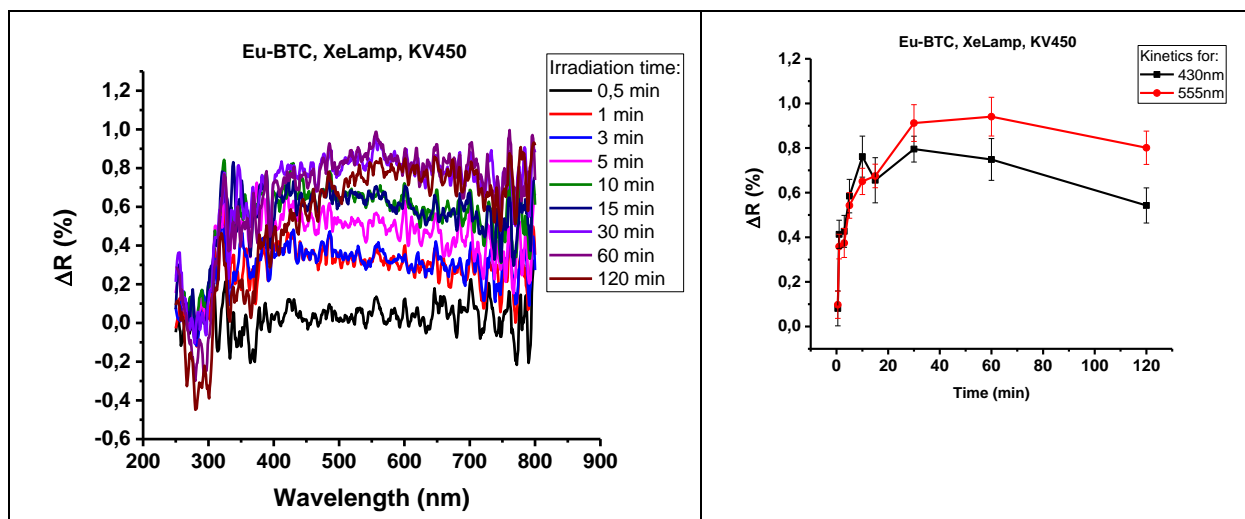 Eu-BTC, XeLamp, KV450
Irradiation time:
0,5 min
1 min
3 min
5 min
10 min
15 min
30 min
60 min
120 min
1,2
1,0
0,8
0,6
0,4
0,2
0,0
-0,2
-0,4
-0,6
ΔR (%)
200 300 400 500 600 700 800 900
Wavelength (nm)
Eu-BTC, XeLamp, KV450
Kinetics for:
430nm
555nm
1,2
1,0
0,8
0,6
0,4
0,2
0,0
ΔR (%)
0 20 40 60 80 100 120
Time (min)